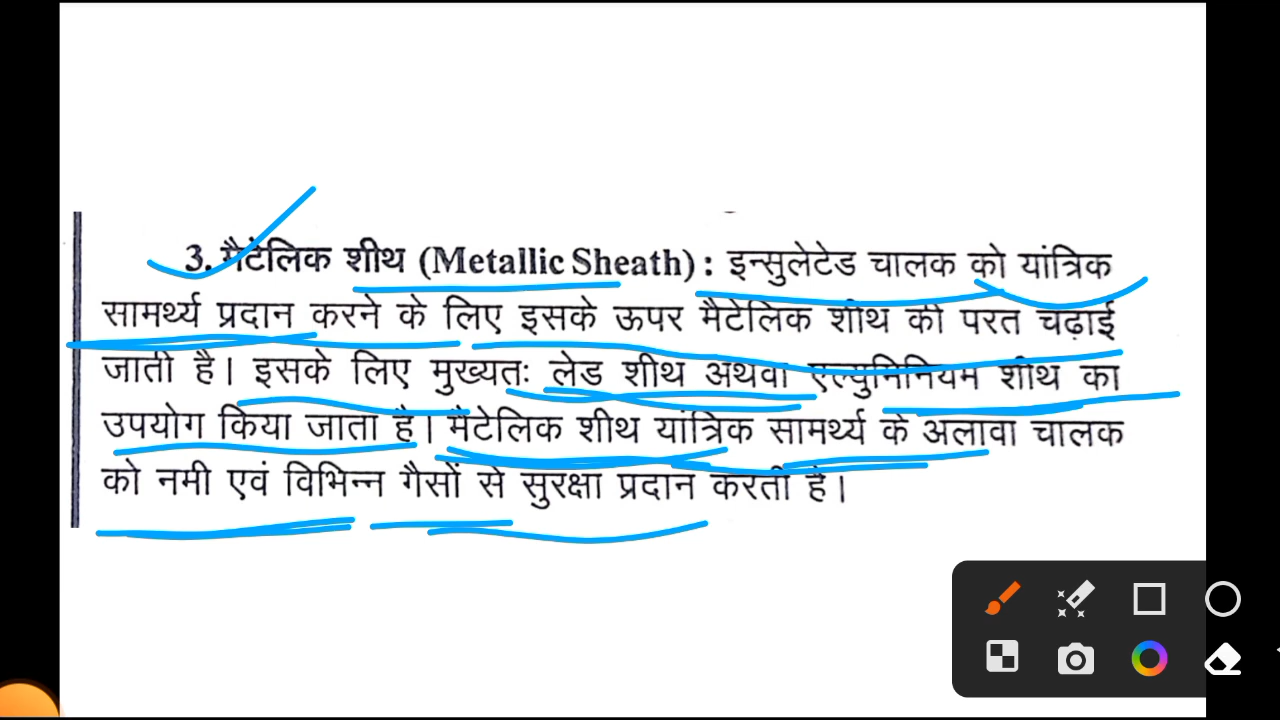 3. मैटेलिक शीथ (Metallic Sheath) : इन्सुलेटेड चालक को यांत्रिक
सामर्थ्य प्रदान करने के लिए इसके ऊपर मैटेलिक शीथ की परत चढ़ाई
जाती है। इसके लिए मुख्यतः लेड शीथ अथवा एल्युमिनियम शीथ का
उपयोग किया जाता है। मैटेलिक शीथ यांत्रिक सामर्थ्य के अलावा चालक
को नमी एवं विभिन्न गैसों से सुरक्षा प्रदान करती है।